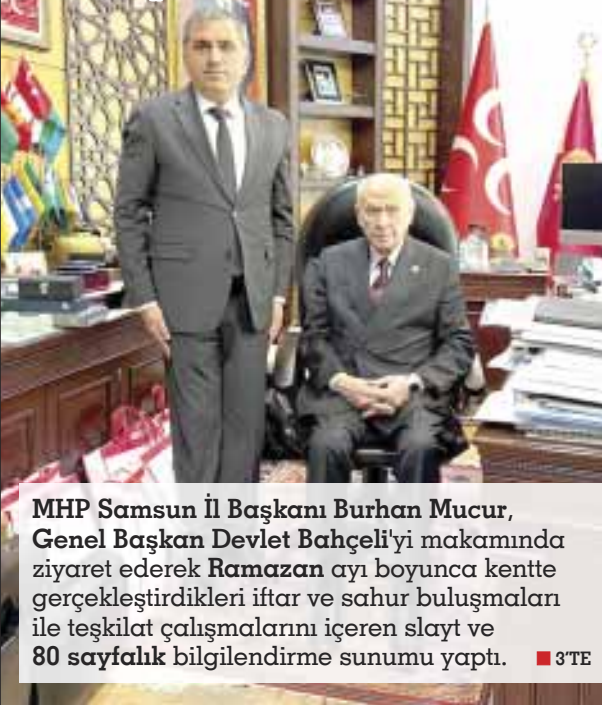 MHP Samsun İl Başkanı Burhan Mucur,
Genel Başkan Devlet Bahçeli'yi makamında
ziyaret ederek Ramazan ayı boyunca kentte
gerçekleştirdikleri iftar ve sahur buluşmaları
ile teşkilat çalışmalarını içeren slayt ve
80 sayfalık bilgilendirme sunumu yaptı. ■ 3'TE